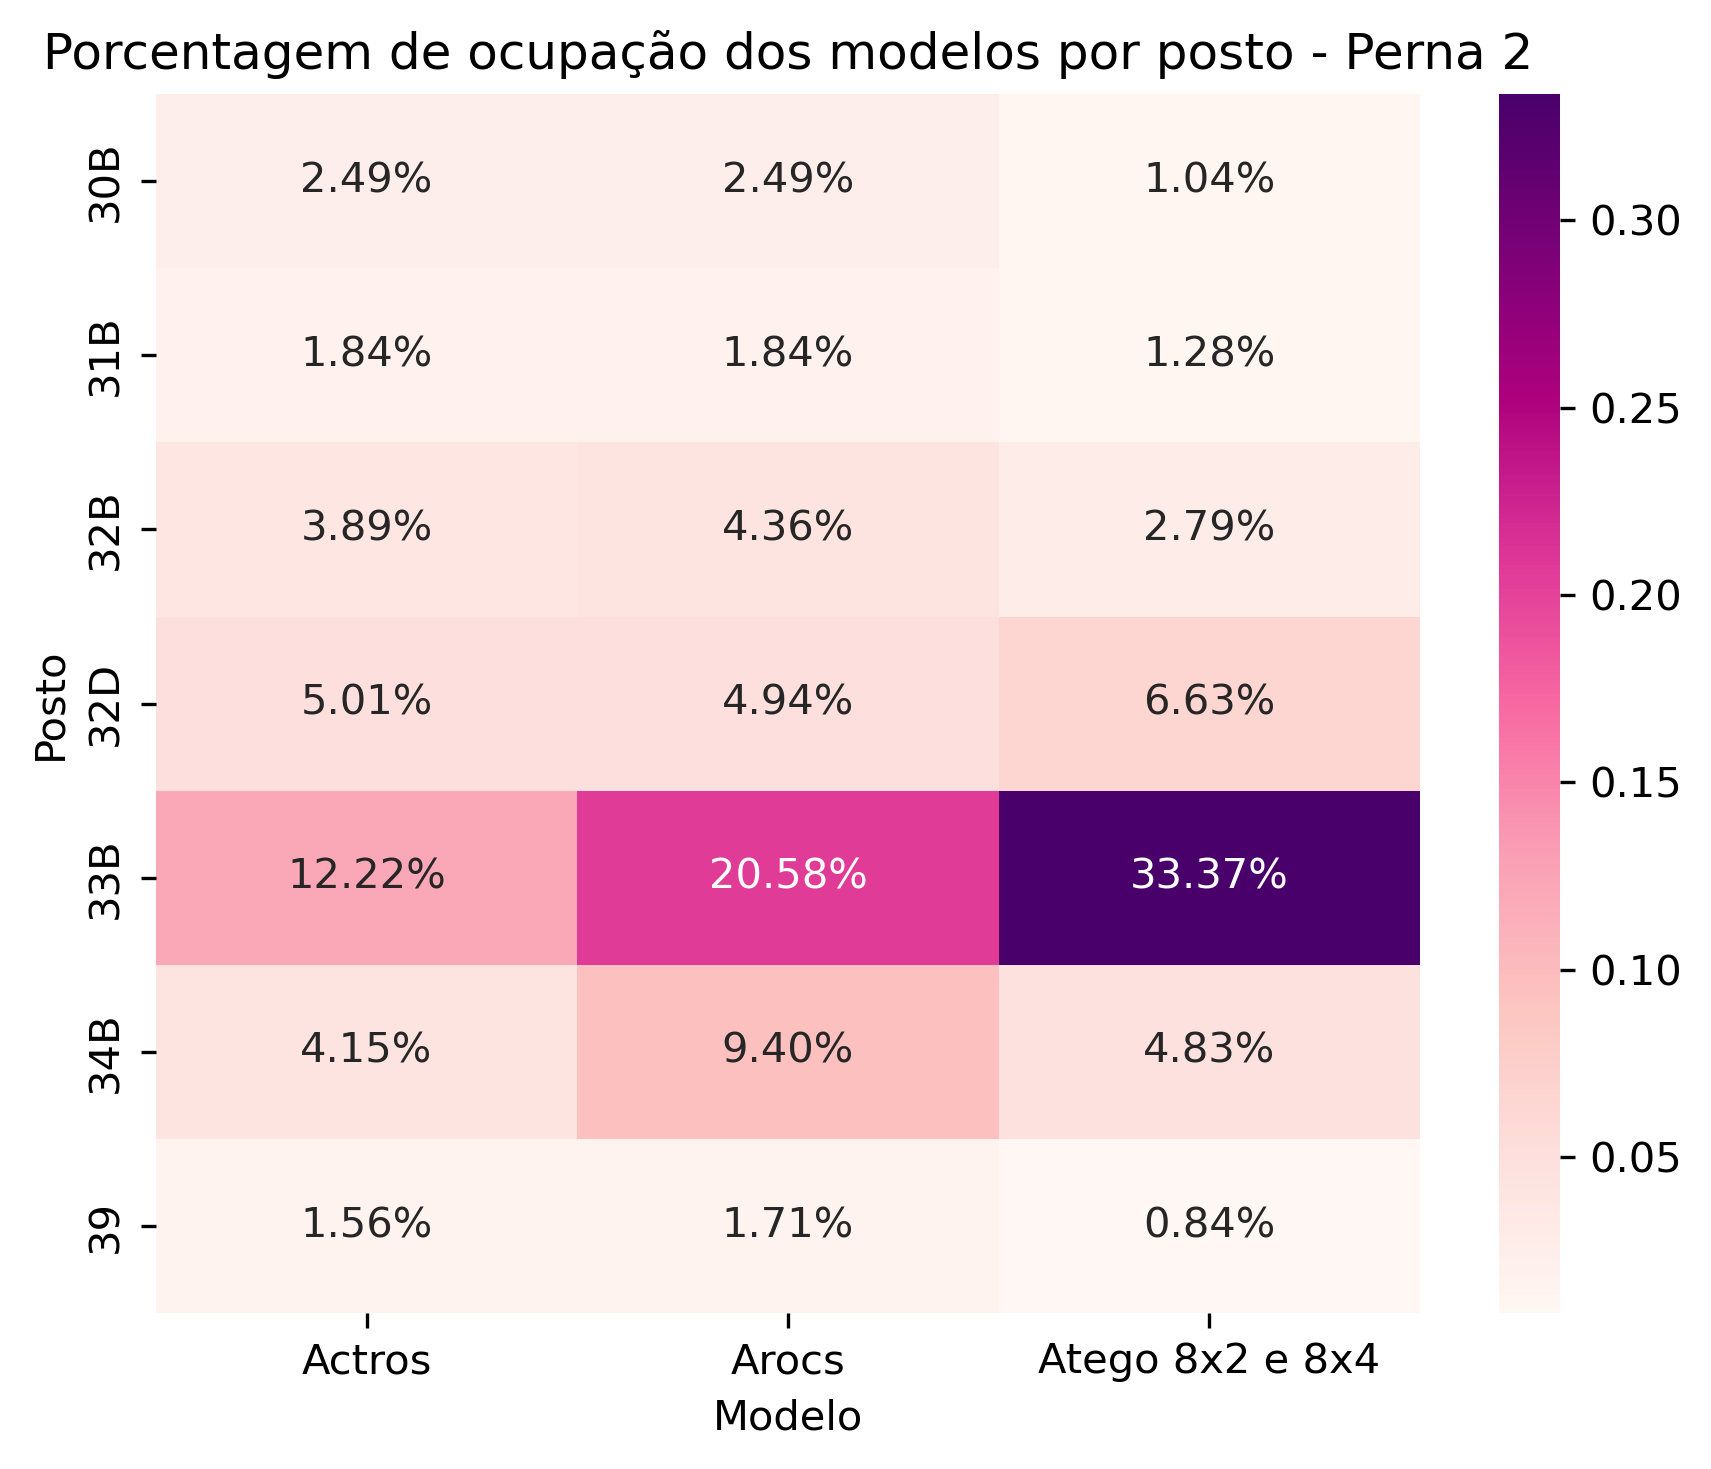 Porcentagem de ocupação dos modelos por posto - Perna 2
30B 2.49% 2.49% 1.04%
31B 1.84% 1.84% 1.28%
32B 3.89% 4.36% 2.79%
32D 5.01% 4.94% 6.63%
33B 12.22% 20.58% 33.37%
34B 4.15% 9.40% 4.83%
39 1.56% 1.71% 0.84%
Posto
Actros Arocs Atego 8x2 e 8x4
Modelo
0.30
0.25
0.20
0.15
0.10
0.05